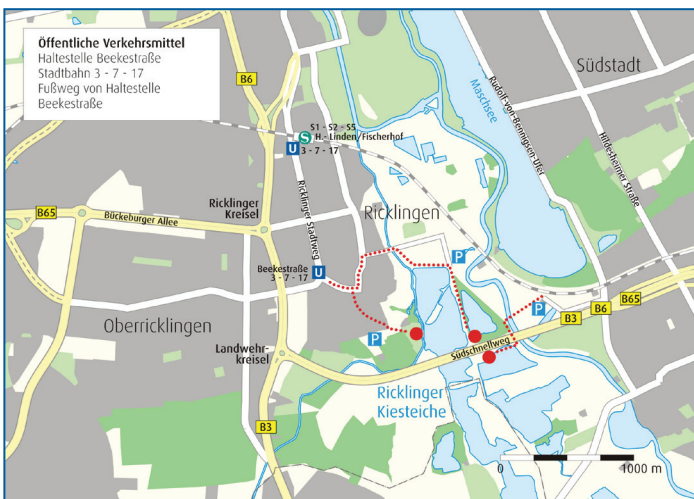 Öffentliche Verkehrsmittel
Haltestelle Beekestraße
Stadtbahn 3 - 7 - 17
Fußweg von Haltestelle
Beekestraße
Südstadt
B6
Maschsee
Rudolf-von-Bennigsen-Ufer
Hildesheimer Straße
S
S1 - S2 - S5
H.- Linden/Fischerhof
U
3 - 7 - 17
Ricklinger Stadtweg
Ricklinger
Kreisel
Ricklingen
B65
Bückeburger Allee
P
Beekestraße
3 - 7 - 17
U
B65
B6
B3
P
Oberricklingen
P
Landwehr-
kreisel
Südschnellweg
Ricklinger
Kiesteiche
B3
0
1000 m